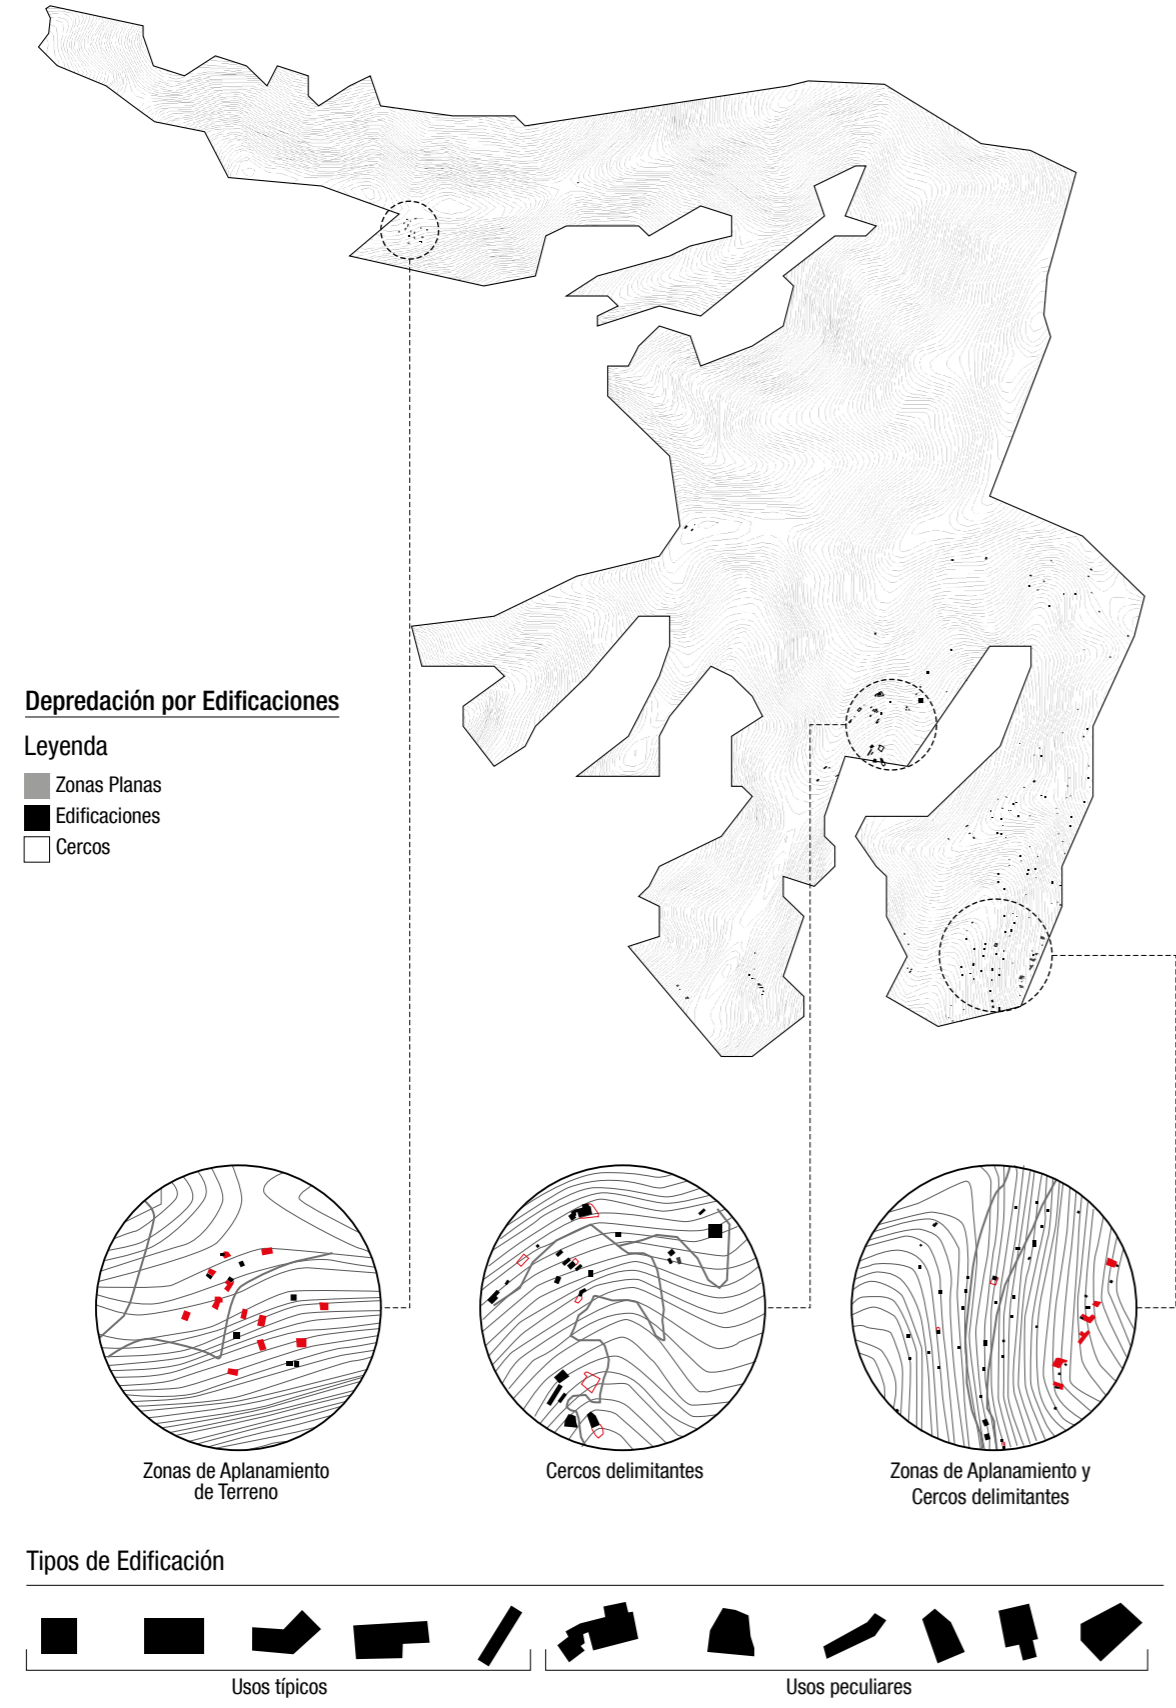 Depredación por Edificaciones
Leyenda
Zonas Planas
Edificaciones
Cercos
Zonas de Aplanamiento
de Terreno
Cercos delimitantes
Zonas de Aplanamiento y
Cercos delimitantes
Tipos de Edificación
Usos típicos
Usos peculiares